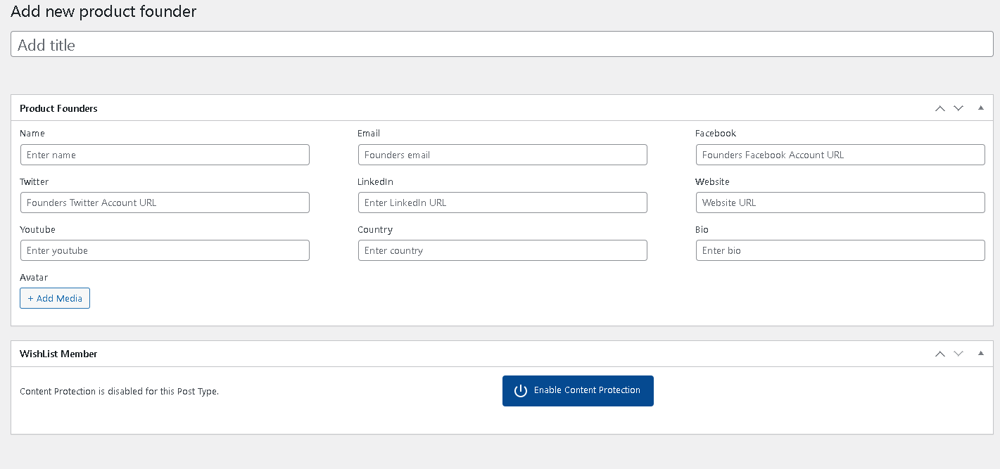 Add new product founder
Add title
Product Founders
Name Email Facebook
Enter name Founders email Founders Facebook Account URL
Twitter LinkedIn Website
Founders Twitter Account URL Enter LinkedIn URL Website URL
Youtube Country Bio
Enter youtube Enter country Enter bio
Avatar
+ Add Media
WishList Member
Content Protection is disabled for this Post Type. Enable Content Protection